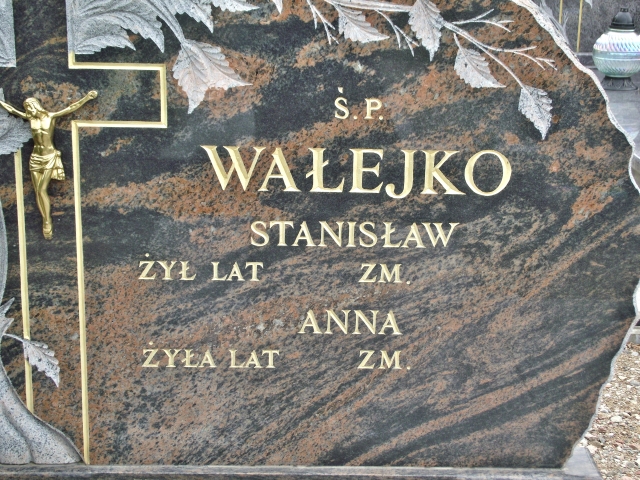 Ś.P.
WAŁEJKO
STANISŁAW
ŻYŁ LAT ZM.
ANNA
ŻYŁA LAT ZM.